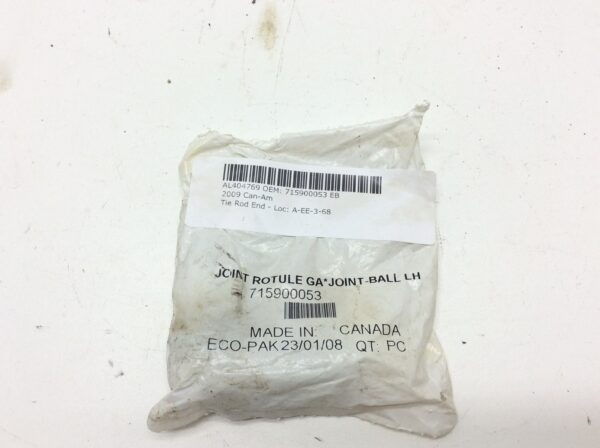 AL404769 OEM: 715900053 EB
2009 Can-Am
Tie Rod End - Loc: A-EE-3-68
JOINT ROTULE GA*JOINT-BALL LH
715900053
MADE IN: CANADA
ECO-PAK 23/01/08 QT: PC